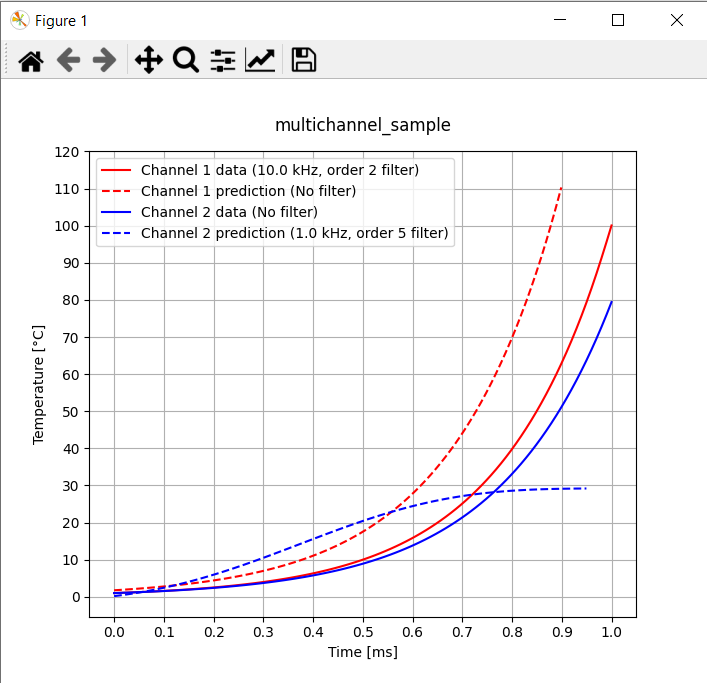 Figure 1
multichannel_sample
120
110
100
90
80
70
60
50
40
30
20
10
0
Temperature [°C]
Channel 1 data (10.0 kHz, order 2 filter)
Channel 1 prediction (No filter)
Channel 2 data (No filter)
Channel 2 prediction (1.0 kHz, order 5 filter)
0.0 0.1 0.2 0.3 0.4 0.5 0.6 0.7 0.8 0.9 1.0
Time [ms]